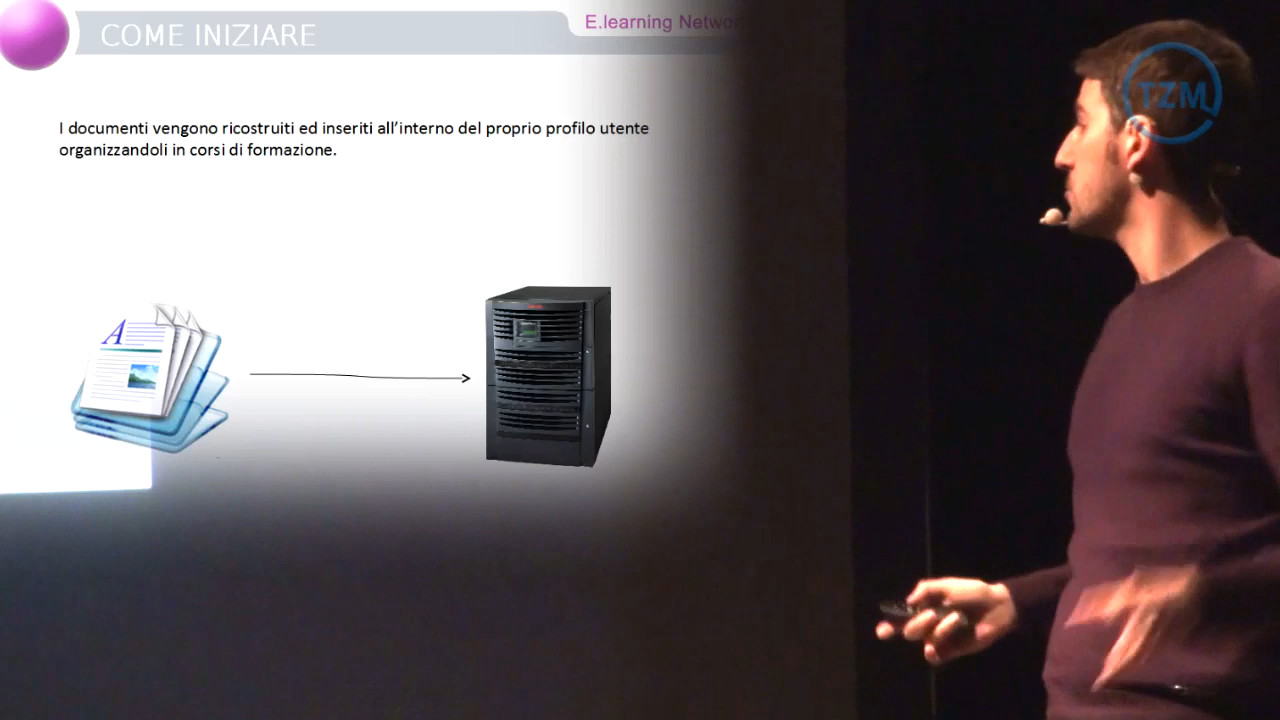 COME INIZIARE
E.learning Network
TZM
I documenti vengono ricostruiti ed inseriti all'interno del proprio profilo utente
organizzandoli in corsi di formazione.
A